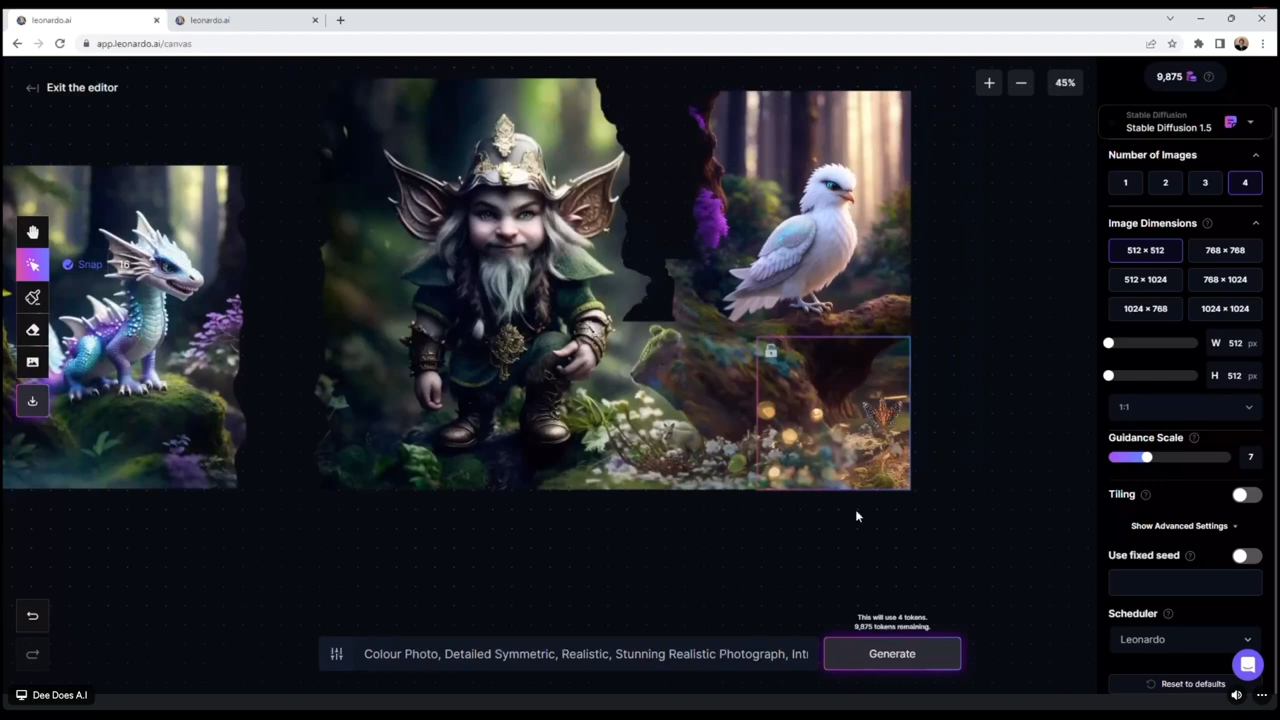 leonardo.ai
leonardo.ai
app.leonardo.ai/canvas
Exit the editor
45%
9,875
Stable Diffusion
Stable Diffusion 1.5
Number of Images
1 2 3 4
Image Dimensions
512 × 512 768 × 768
512 × 1024 768 × 1024
1024 × 768 1024 × 1024
W 512 px
H 512 px
1:1
Guidance Scale
7
Tiling
Show Advanced Settings
Use fixed seed
Scheduler
Leonardo
Reset to defaults
Snap 16
This will use 4 tokens.
9,875 tokens remaining.
Colour Photo, Detailed Symmetric, Realistic, Stunning Realistic Photograph, Int
Generate
Dee Does A.I